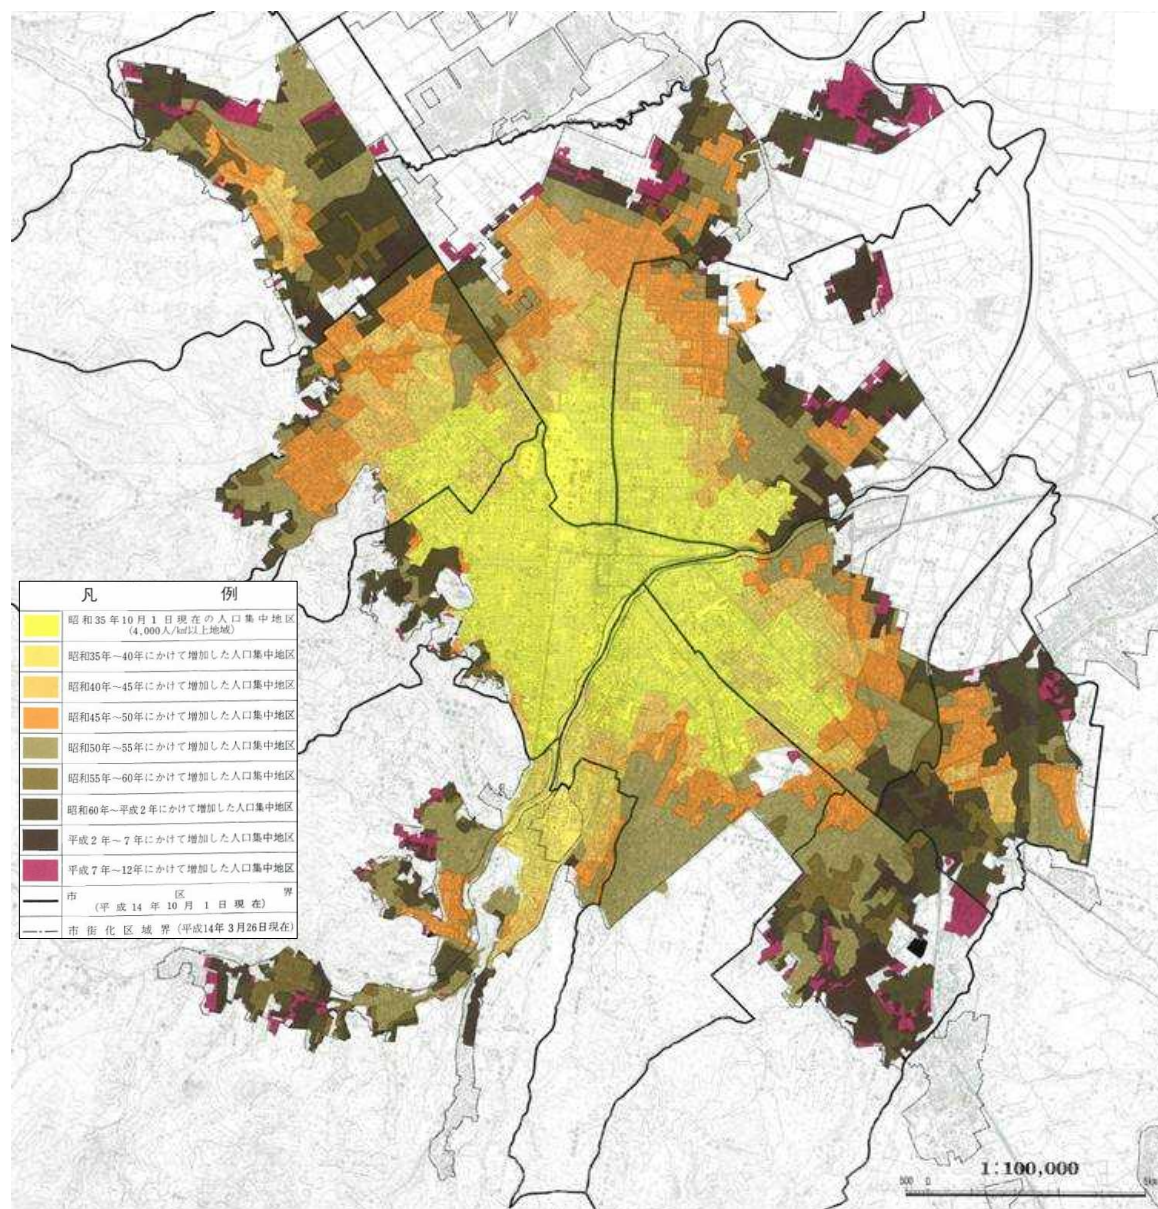 凡例
昭和35年10月1日現在の人口集中地区
(4,000人/㎢以上地域)
昭和35年~40年にかけて増加した人口集中地区
昭和40年~45年にかけて増加した人口集中地区
昭和45年~50年にかけて増加した人口集中地区
昭和50年~55年にかけて増加した人口集中地区
昭和55年~60年にかけて増加した人口集中地区
昭和60年~平成2年にかけて増加した人口集中地区
平成2年~7年にかけて増加した人口集中地区
平成7年~12年にかけて増加した人口集中地区
市区界
(平成14年10月1日現在)
市街化区域界(平成14年3月26日現在)
1:100,000
500 0 5km